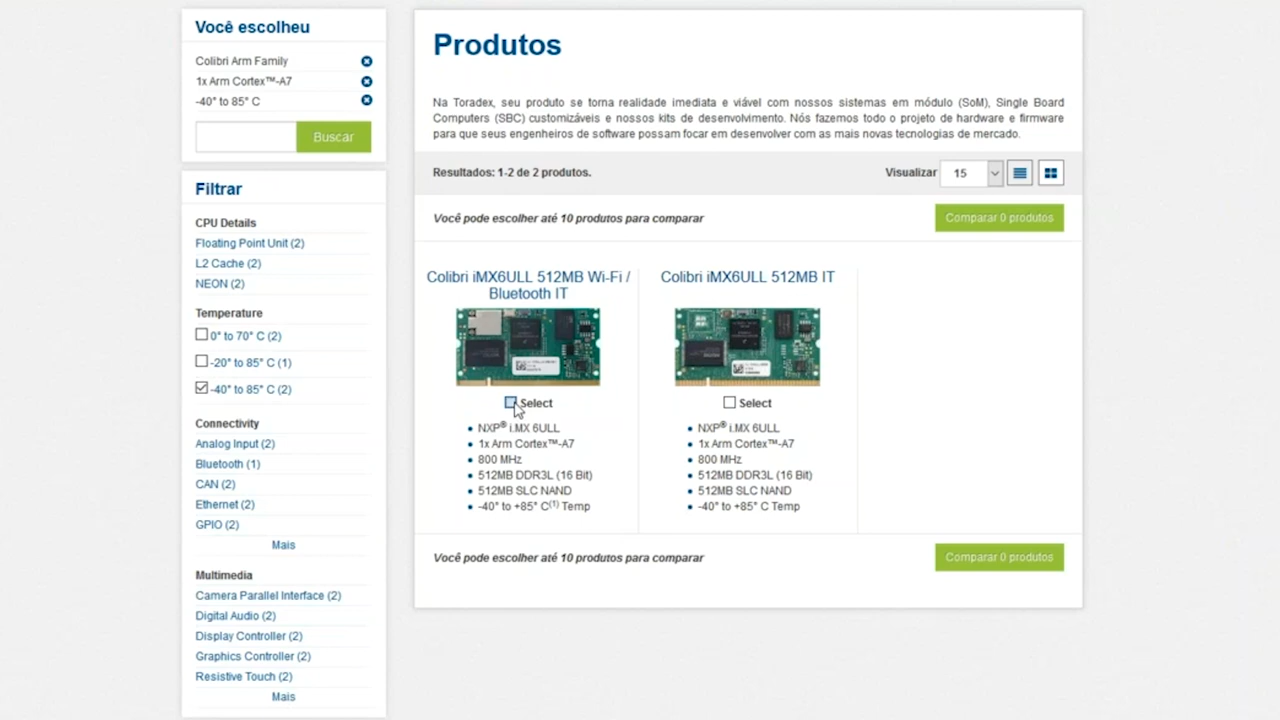 Você escolheu
Colibri Arm Family
1x Arm Cortex™-A7
-40° to 85° C
Buscar
Filtrar
CPU Details
Floating Point Unit (2)
L2 Cache (2)
NEON (2)
Temperature
0° to 70° C (2)
-20° to 85° C (1)
-40° to 85° C (2)
Connectivity
Analog Input (2)
Bluetooth (1)
CAN (2)
Ethernet (2)
GPIO (2)
Mais
Multimedia
Camera Parallel Interface (2)
Digital Audio (2)
Display Controller (2)
Graphics Controller (2)
Resistive Touch (2)
Mais
Produtos
Na Toradex, seu produto se torna realidade imediata e viável com nossos sistemas em módulo (SoM), Single Board
Computers (SBC) customizáveis e nossos kits de desenvolvimento. Nós fazemos todo o projeto de hardware e firmware
para que seus engenheiros de software possam focar em desenvolver com as mais novas tecnologias de mercado.
Resultados: 1-2 de 2 produtos.
Visualizar 15
Você pode escolher até 10 produtos para comparar
Comparar 0 produtos
Colibri iMX6ULL 512MB Wi-Fi /
Bluetooth IT
Select
NXP® i.MX 6ULL
1x Arm Cortex™-A7
800 MHz
512MB DDR3L (16 Bit)
512MB SLC NAND
-40° to +85° C(1) Temp
Colibri iMX6ULL 512MB IT
Select
NXP® i.MX 6ULL
1x Arm Cortex™-A7
800 MHz
512MB DDR3L (16 Bit)
512MB SLC NAND
-40° to +85° C Temp
Você pode escolher até 10 produtos para comparar
Comparar 0 produtos